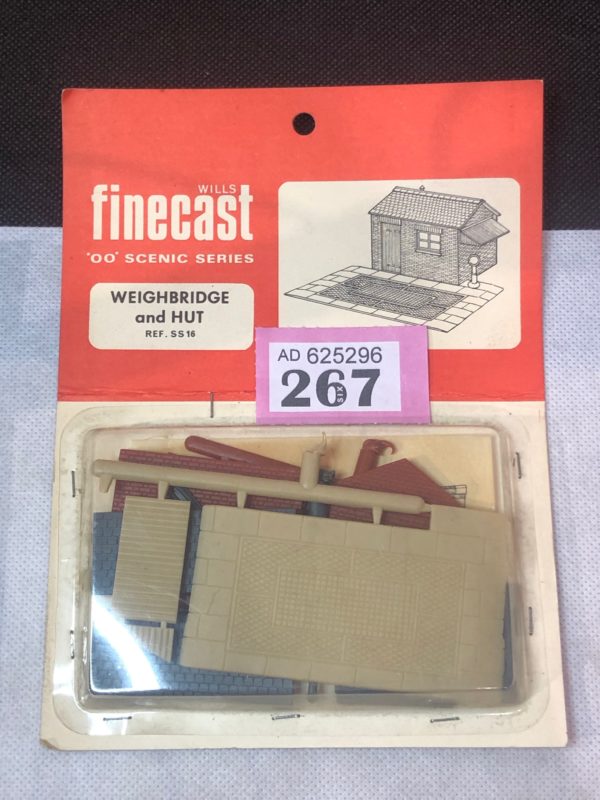 WILLS
finecast
'OO' SCENIC SERIES
WEIGHBRIDGE
and HUT
REF. SS16
AD 625296
267
SIX